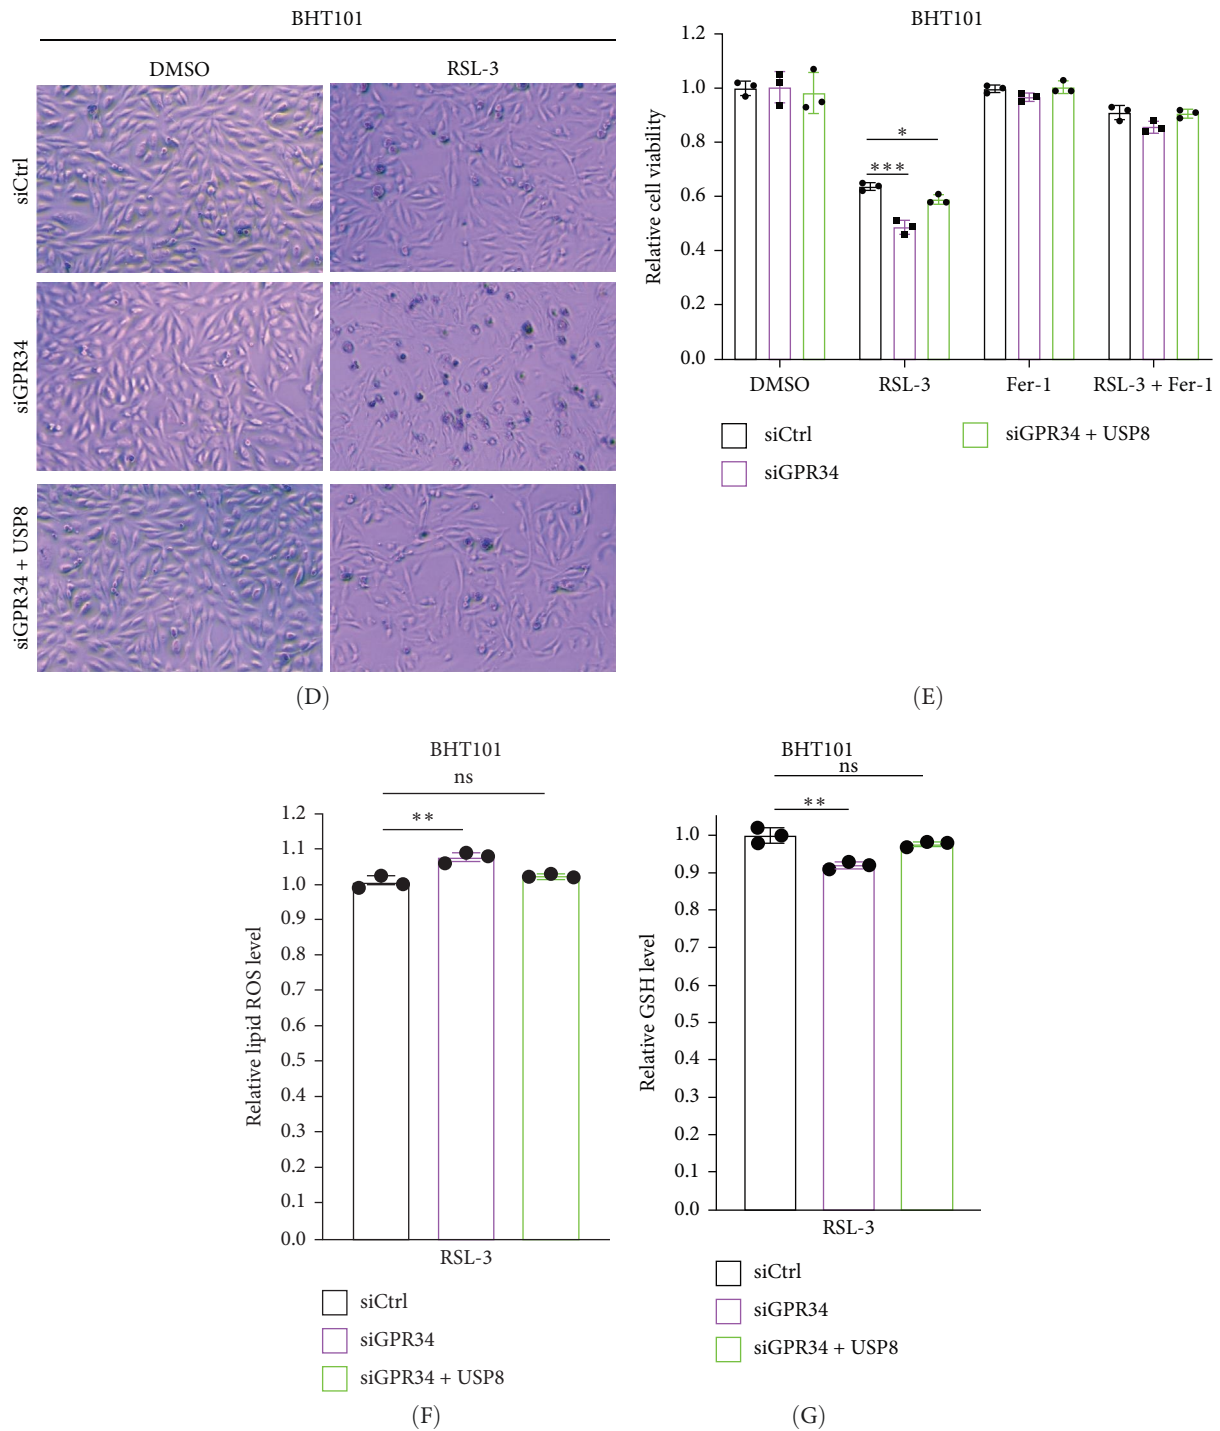 BHT101
DMSO
RSL-3
siCtrl
siGPR34
siGPR34 + USP8
(D)
BHT101
Relative cell viability
1.2
1.0
0.8
0.6
0.4
0.2
0.0
*
***
DMSO
RSL-3
Fer-1
RSL-3 + Fer-1
siCtrl
siGPR34
siGPR34 + USP8
(E)
BHT101
ns
**
Relative lipid ROS level
1.2
1.1
1.0
0.9
0.8
0.7
0.6
0.5
0.4
0.3
0.2
0.1
0.0
RSL-3
siCtrl
siGPR34
siGPR34 + USP8
(F)
BHT101
ns
**
Relative GSH level
1.0
0.9
0.8
0.7
0.6
0.5
0.4
0.3
0.2
0.1
0.0
RSL-3
siCtrl
siGPR34
siGPR34 + USP8
(G)